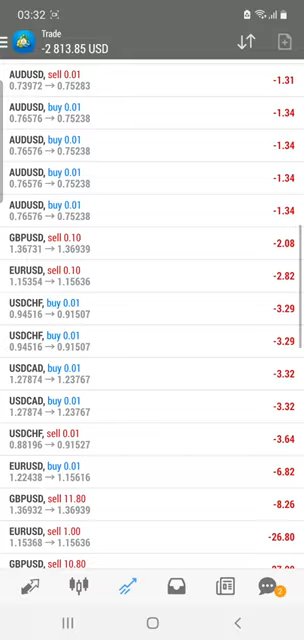 03:32
Trade
-2 813.85 USD
AUDUSD, sell 0.01
0.73972 → 0.75283
-1.31
AUDUSD, buy 0.01
0.76576 → 0.75238
-1.34
AUDUSD, buy 0.01
0.76576 → 0.75238
-1.34
AUDUSD, buy 0.01
0.76576 → 0.75238
-1.34
AUDUSD, buy 0.01
0.76576 → 0.75238
-1.34
GBPUSD, sell 0.10
1.36731 → 1.36939
-2.08
EURUSD, sell 0.10
1.15354 → 1.15636
-2.82
USDCHF, buy 0.01
0.94516 → 0.91507
-3.29
USDCHF, buy 0.01
0.94516 → 0.91507
-3.29
USDCAD, buy 0.01
1.27874 → 1.23767
-3.32
USDCAD, buy 0.01
1.27874 → 1.23767
-3.32
USDCHF, sell 0.01
0.88196 → 0.91527
-3.64
EURUSD, buy 0.01
1.22438 → 1.15616
-6.82
GBPUSD, sell 11.80
1.36932 → 1.36939
-8.26
EURUSD, sell 1.00
1.15368 → 1.15636
-26.80
GBPUSD, sell 10.80